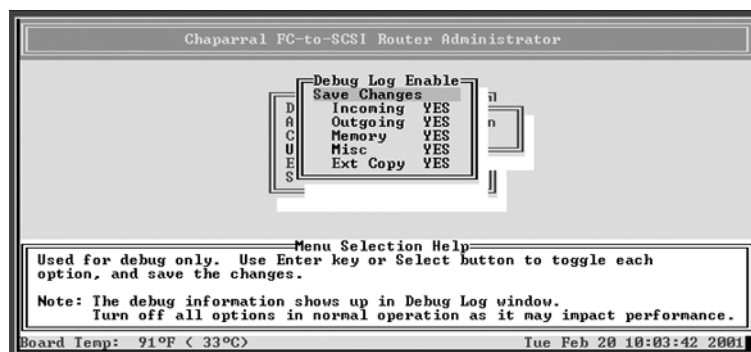 Chaparral FC-to-SCSI Router Administrator
Debug Log Enable
Save Changes
Incoming YES
Outgoing YES
Memory YES
Misc YES
Ext Copy YES
D
A
C
U
E
S
n
Menu Selection Help
Used for debug only. Use Enter key or Select button to toggle each
option, and save the changes.
Note: The debug information shows up in Debug Log window.
Turn off all options in normal operation as it may impact performance.
Board Temp: 91ºF ( 33ºC) Tue Feb 20 10:03:42 2001